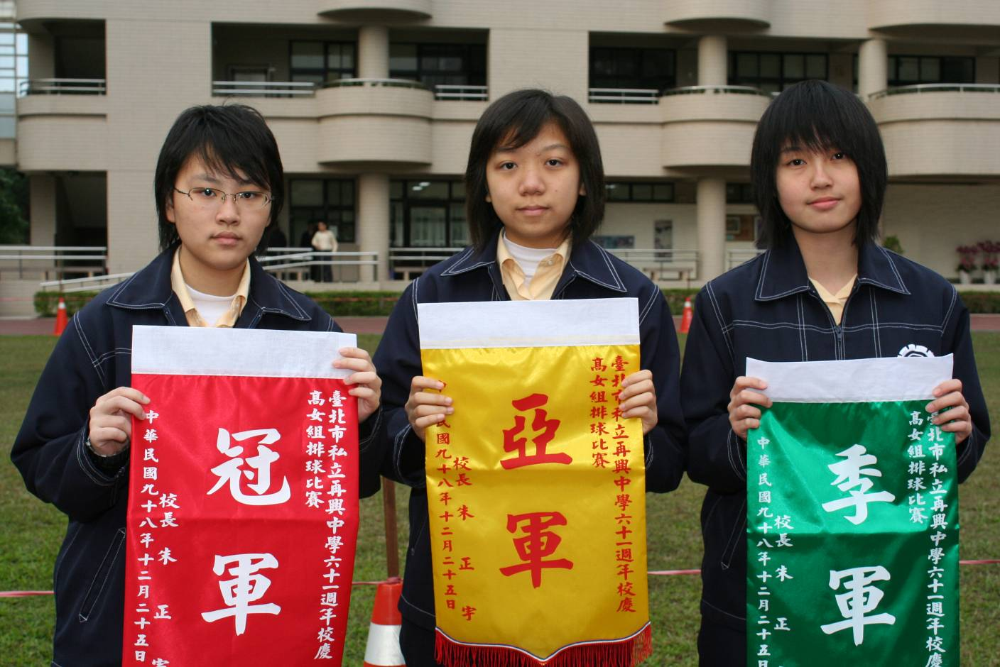 臺北市私立再興中學六十一週年校慶
高女組排球比賽
冠軍
校長 朱正宇
中華民國九十八年十二月二十五日
臺北市私立再興中學六十一週年校慶
高女組排球比賽
亞軍
校長 朱正宇
民國九十八年十二月二十五日
臺北市私立再興中學六十一週年校慶
高女組排球比賽
季軍
校長 朱正
中華民國九十八年十二月二十五日